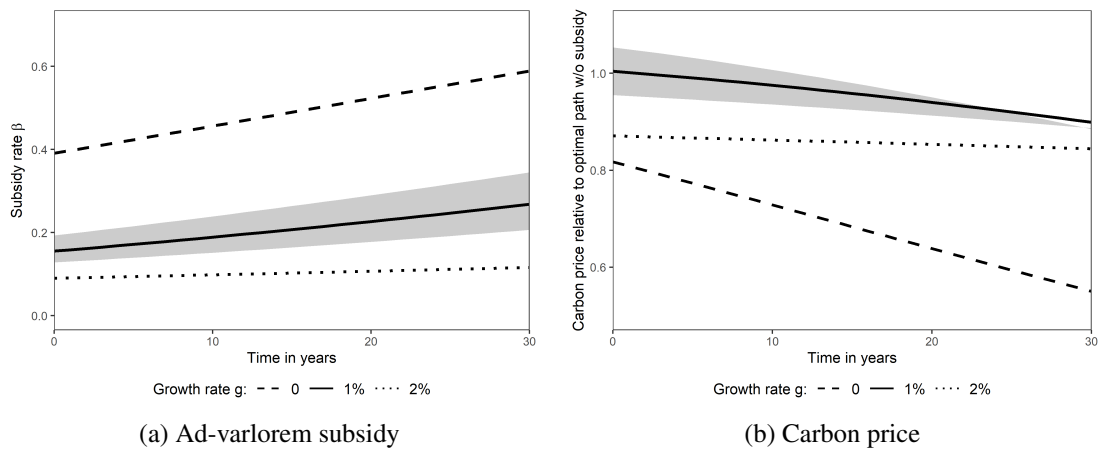 Subsidy rate β
0.6
0.4
0.2
0.0
0
10
20
30
Time in years
Growth rate g: 0 1% 2%
(a) Ad-varlorem subsidy
Carbon price relative to optimal path w/o subsidy
1.0
0.8
0.6
0
10
20
30
Time in years
Growth rate g: 0 1% 2%
(b) Carbon price